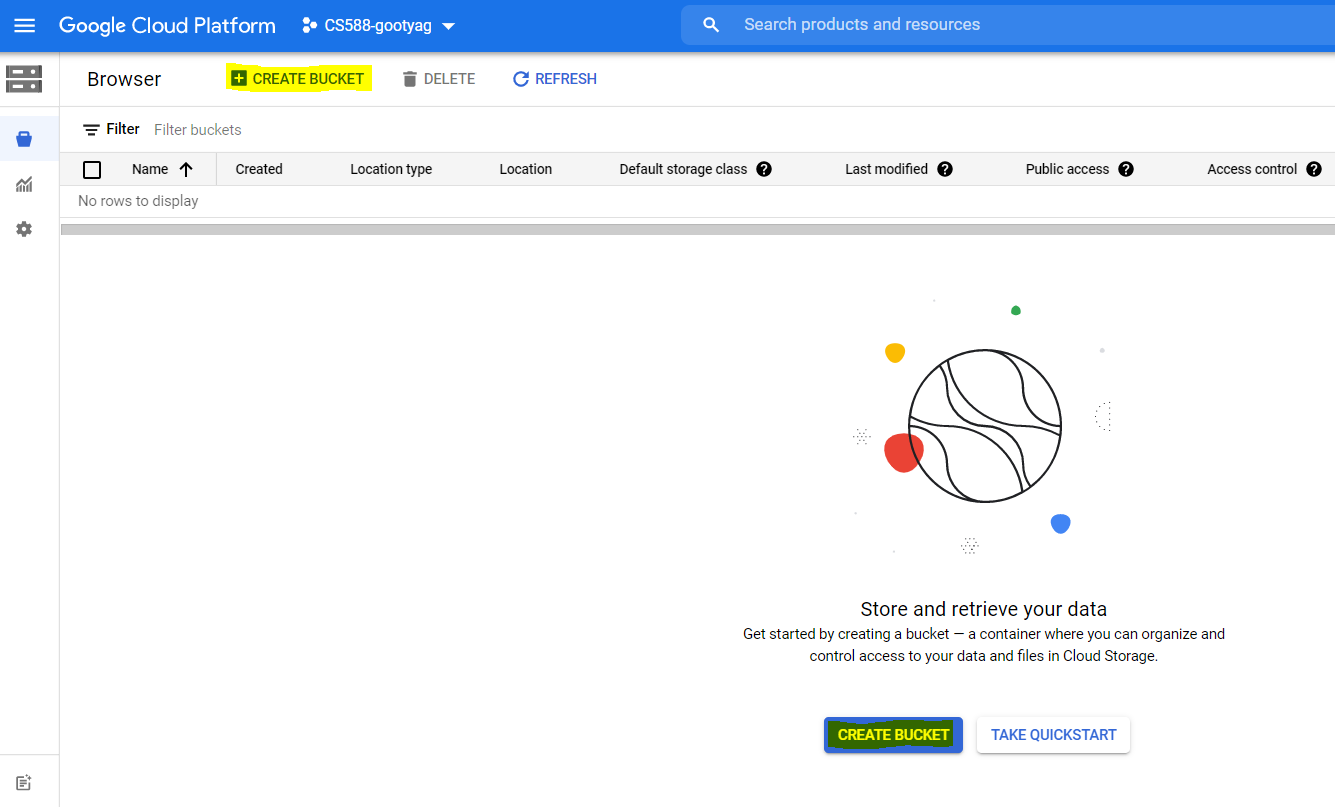 Google Cloud Platform CS588-gootyag Search products and resources
Browser CREATE BUCKET DELETE REFRESH
Filter Filter buckets
Name Created Location type Location Default storage class Last modified Public access Access control
No rows to display
Store and retrieve your data
Get started by creating a bucket — a container where you can organize and
control access to your data and files in Cloud Storage.
CREATE BUCKET TAKE QUICKSTART